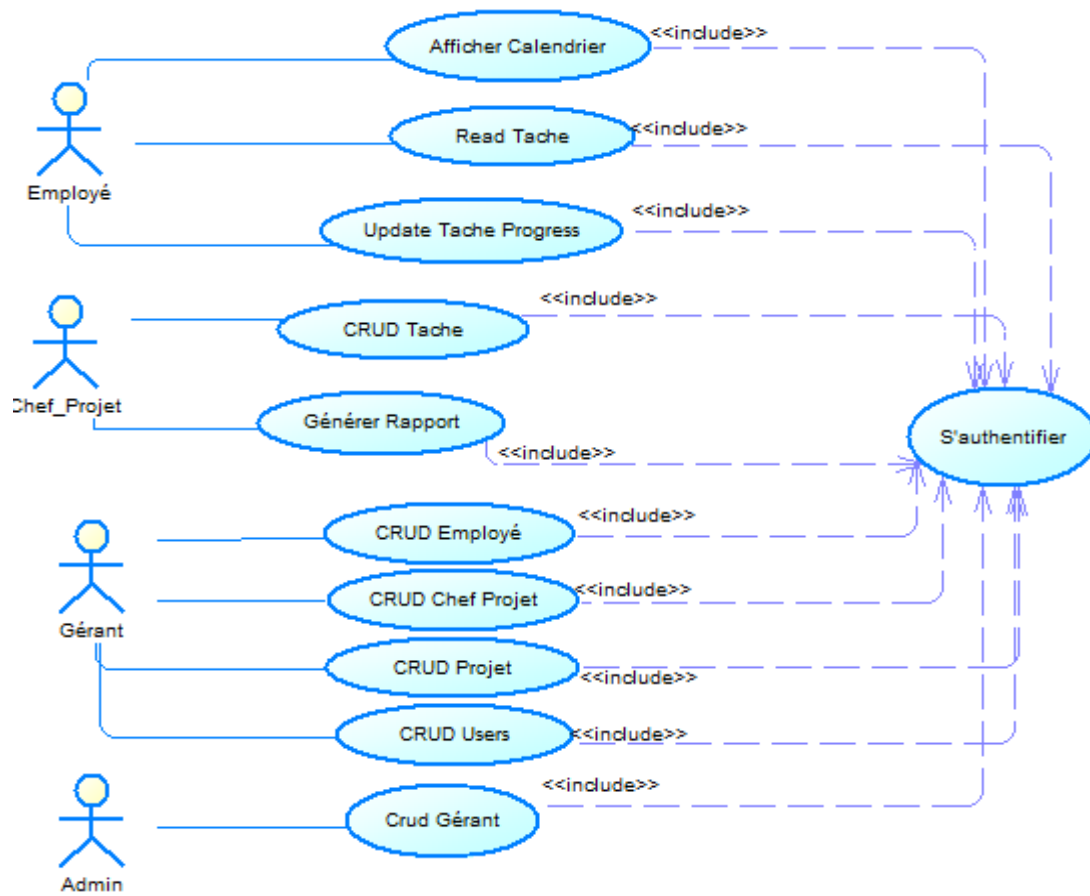 Afficher Calendrier
<<include>>
Read Tache
<<include>>
Employé
Update Tache Progress
<<include>>
CRUD Tache
<<include>>
Chef_Projet
Générer Rapport
<<include>>
S'authentifier
CRUD Employé
<<include>>
Gérant
CRUD Chef Projet
<<include>>
CRUD Projet
<<include>>
CRUD Users
<<include>>
Crud Gérant
<<include>>
Admin